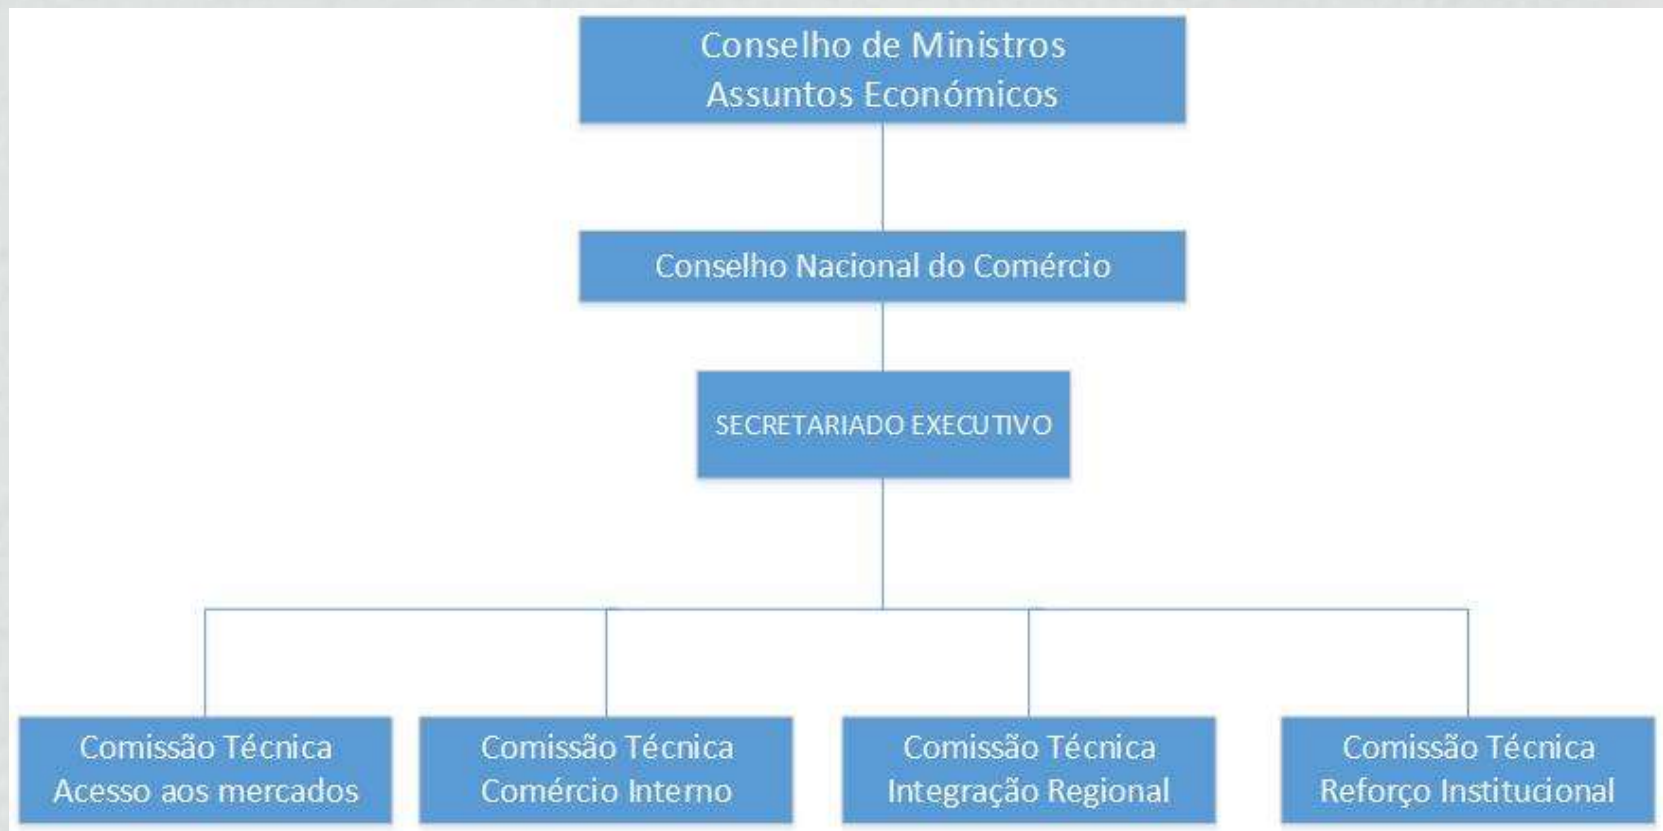 Conselho de Ministros
Assuntos Económicos
Conselho Nacional do Comércio
SECRETARIADO EXECUTIVO
Comissão Técnica
Acesso aos mercados
Comissão Técnica
Comércio Interno
Comissão Técnica
Integração Regional
Comissão Técnica
Reforço Institucional